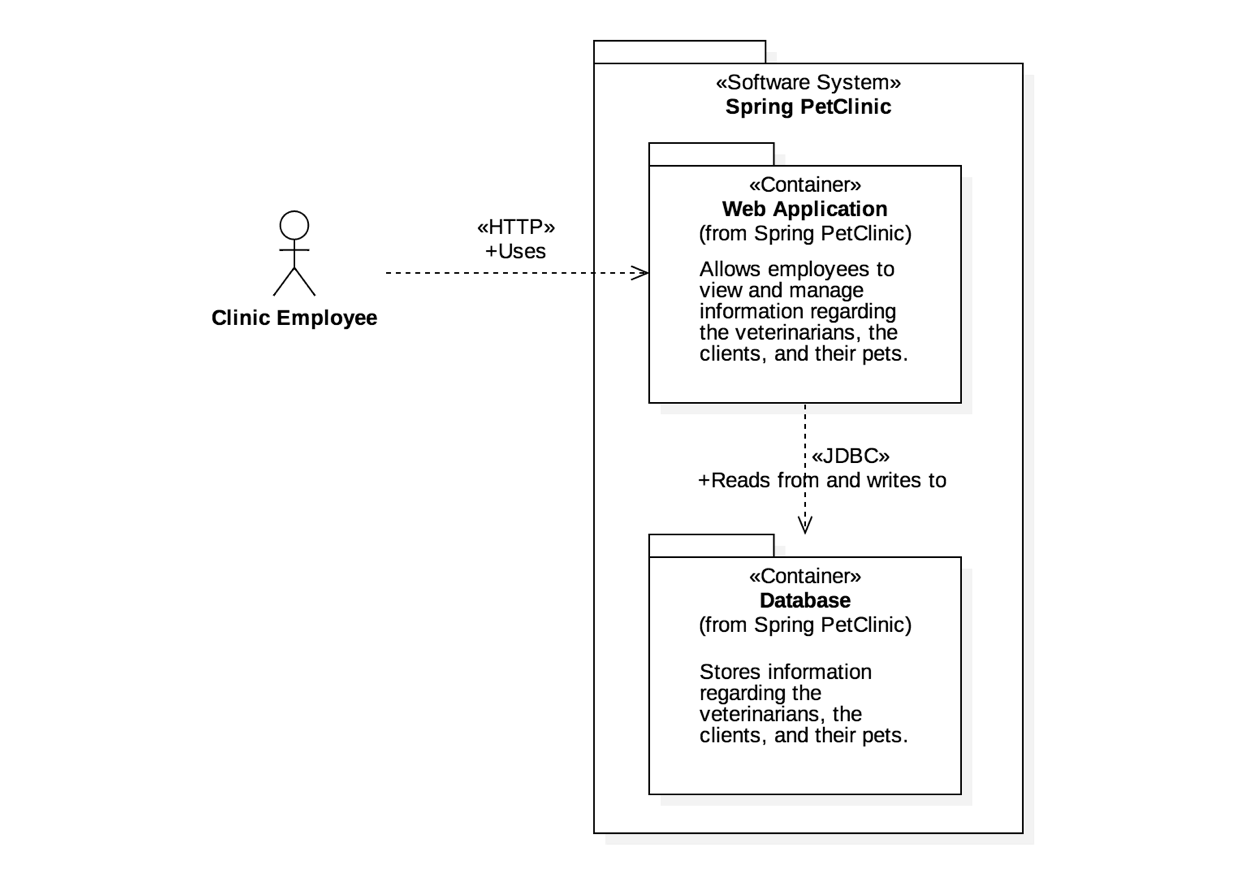 «Software System»
Spring PetClinic
«Container»
Web Application
(from Spring PetClinic)
Allows employees to
view and manage
information regarding
the veterinarians, the
clients, and their pets.
«HTTP»
+Uses
Clinic Employee
«JDBC»
+Reads from and writes to
«Container»
Database
(from Spring PetClinic)
Stores information
regarding the
veterinarians, the
clients, and their pets.